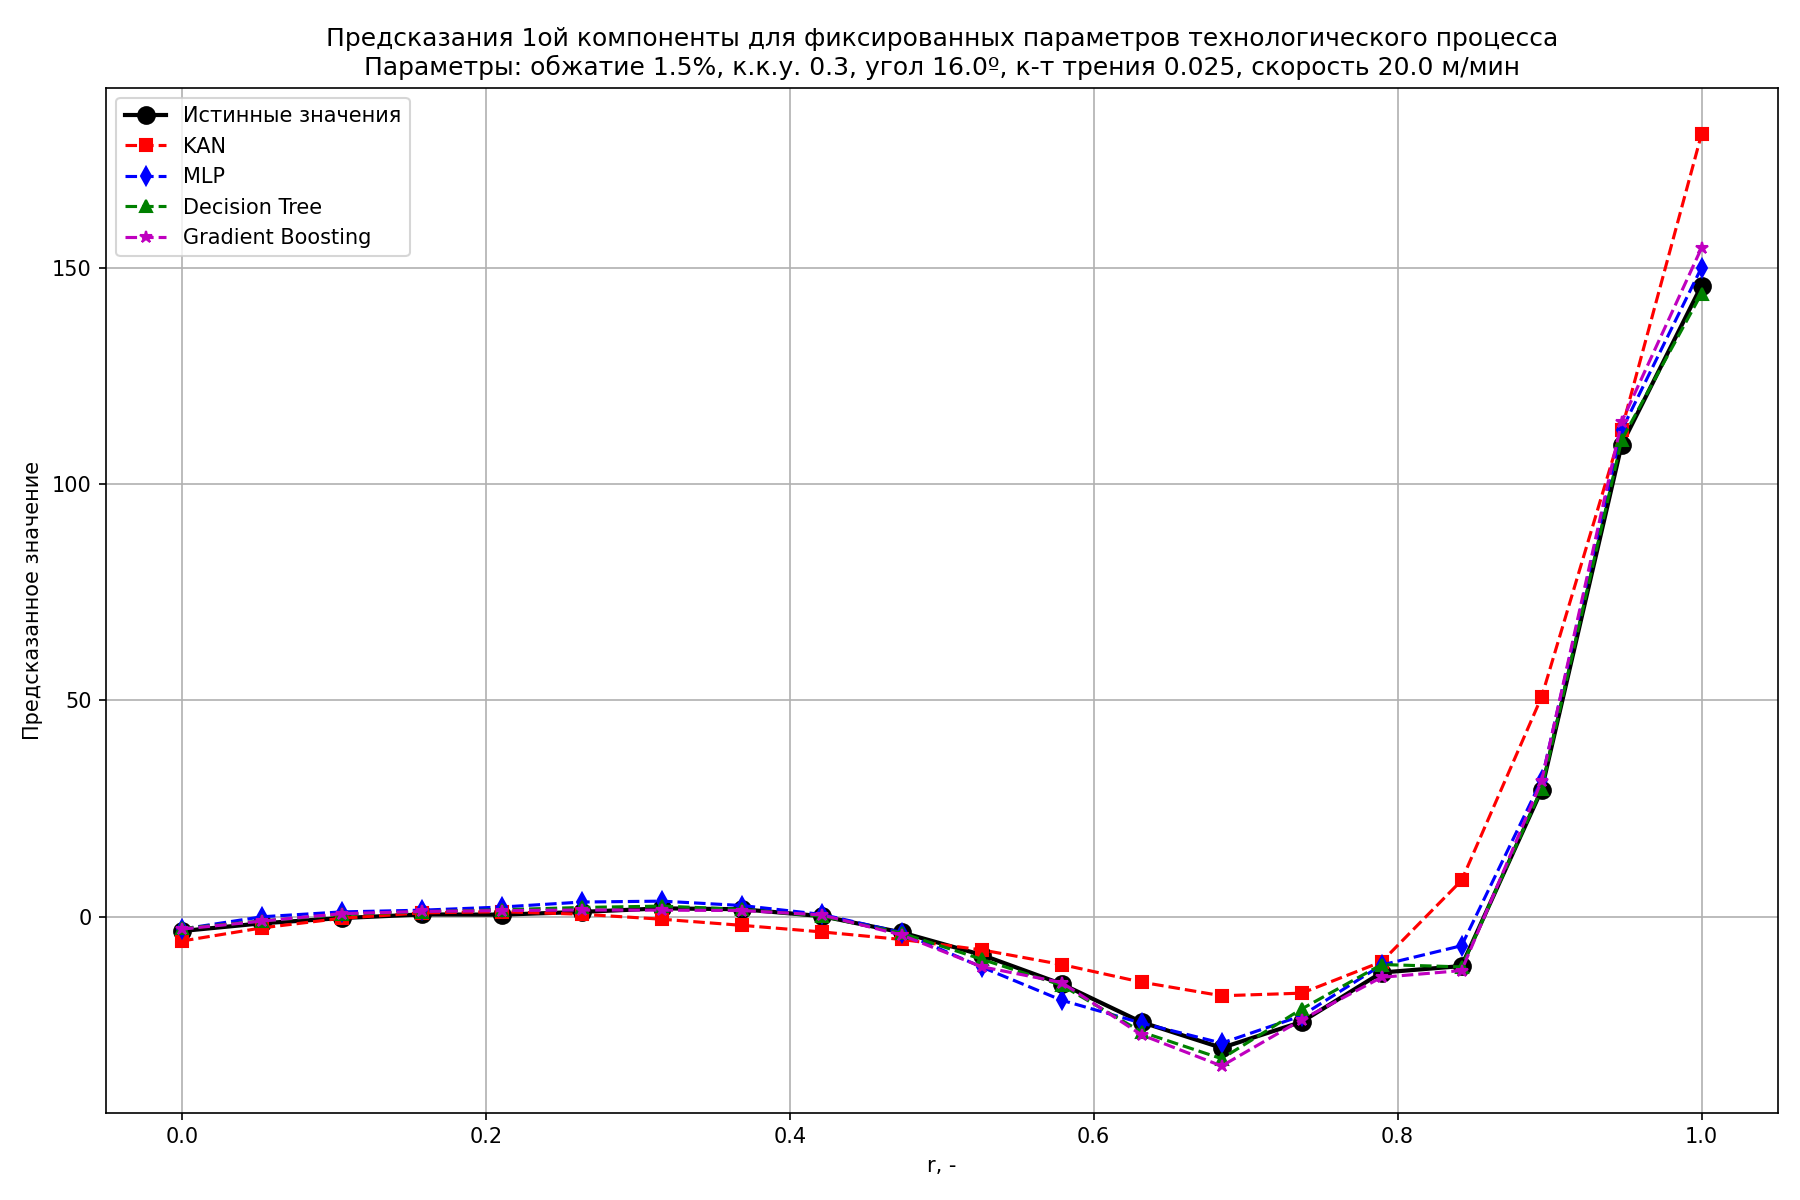 Предсказания 1ой компоненты для фиксированных параметров технологического процесса
Параметры: обжатие 1.5%, к.к.у. 0.3, угол 16.0º, к-т трения 0.025, скорость 20.0 м/мин
Истинные значения
KAN
MLP
Decision Tree
Gradient Boosting
Предсказанное значение
150
100
50
0
0.0
0.2
0.4
0.6
0.8
1.0
r, -